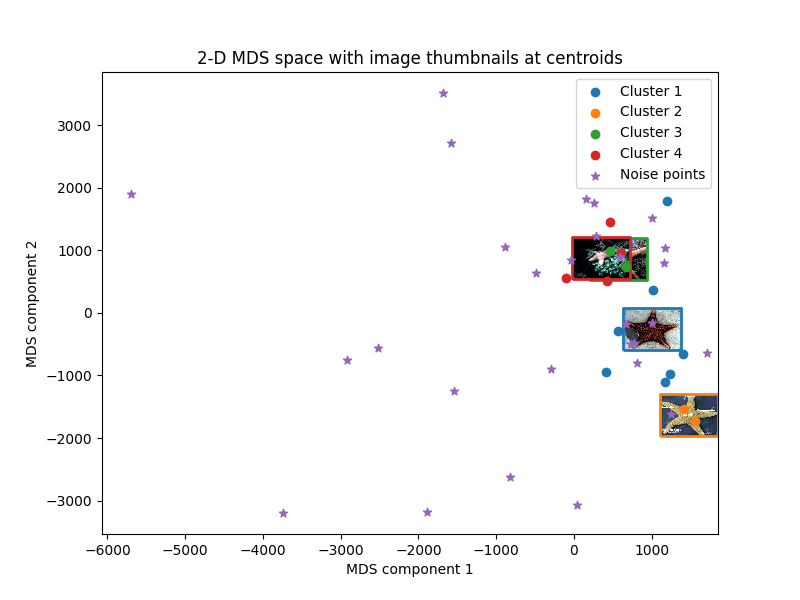 2-D MDS space with image thumbnails at centroids
Cluster 1
Cluster 2
Cluster 3
Cluster 4
Noise points
MDS component 2
3000
2000
1000
0
−1000
−2000
−3000
−6000 −5000 −4000 −3000 −2000 −1000 0 1000
MDS component 1